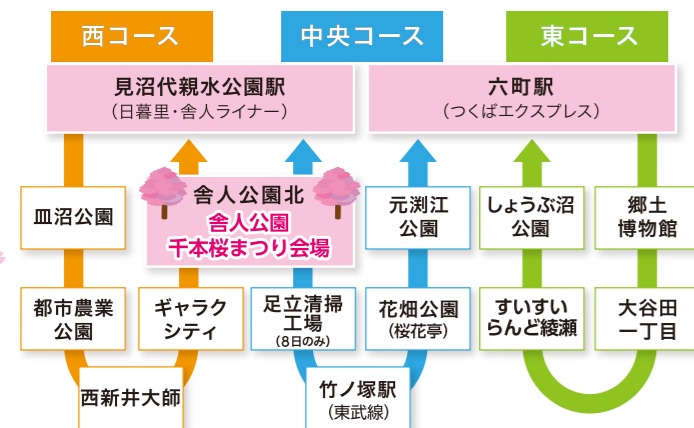 西コース
中央コース
東コース
見沼代親水公園駅
（日暮里・舎人ライナー）
六町駅
（つくばエクスプレス）
皿沼公園
舎人公園北
舎人公園
千本桜まつり会場
元渕江
公園
しょうぶ沼
公園
郷土
博物館
都市農業
公園
ギャラク
シティ
足立清掃
工場
（8日のみ）
花畑公園
（桜花亭）
すいすい
らんど綾瀬
大谷田
一丁目
西新井大師
竹ノ塚駅
（東武線）